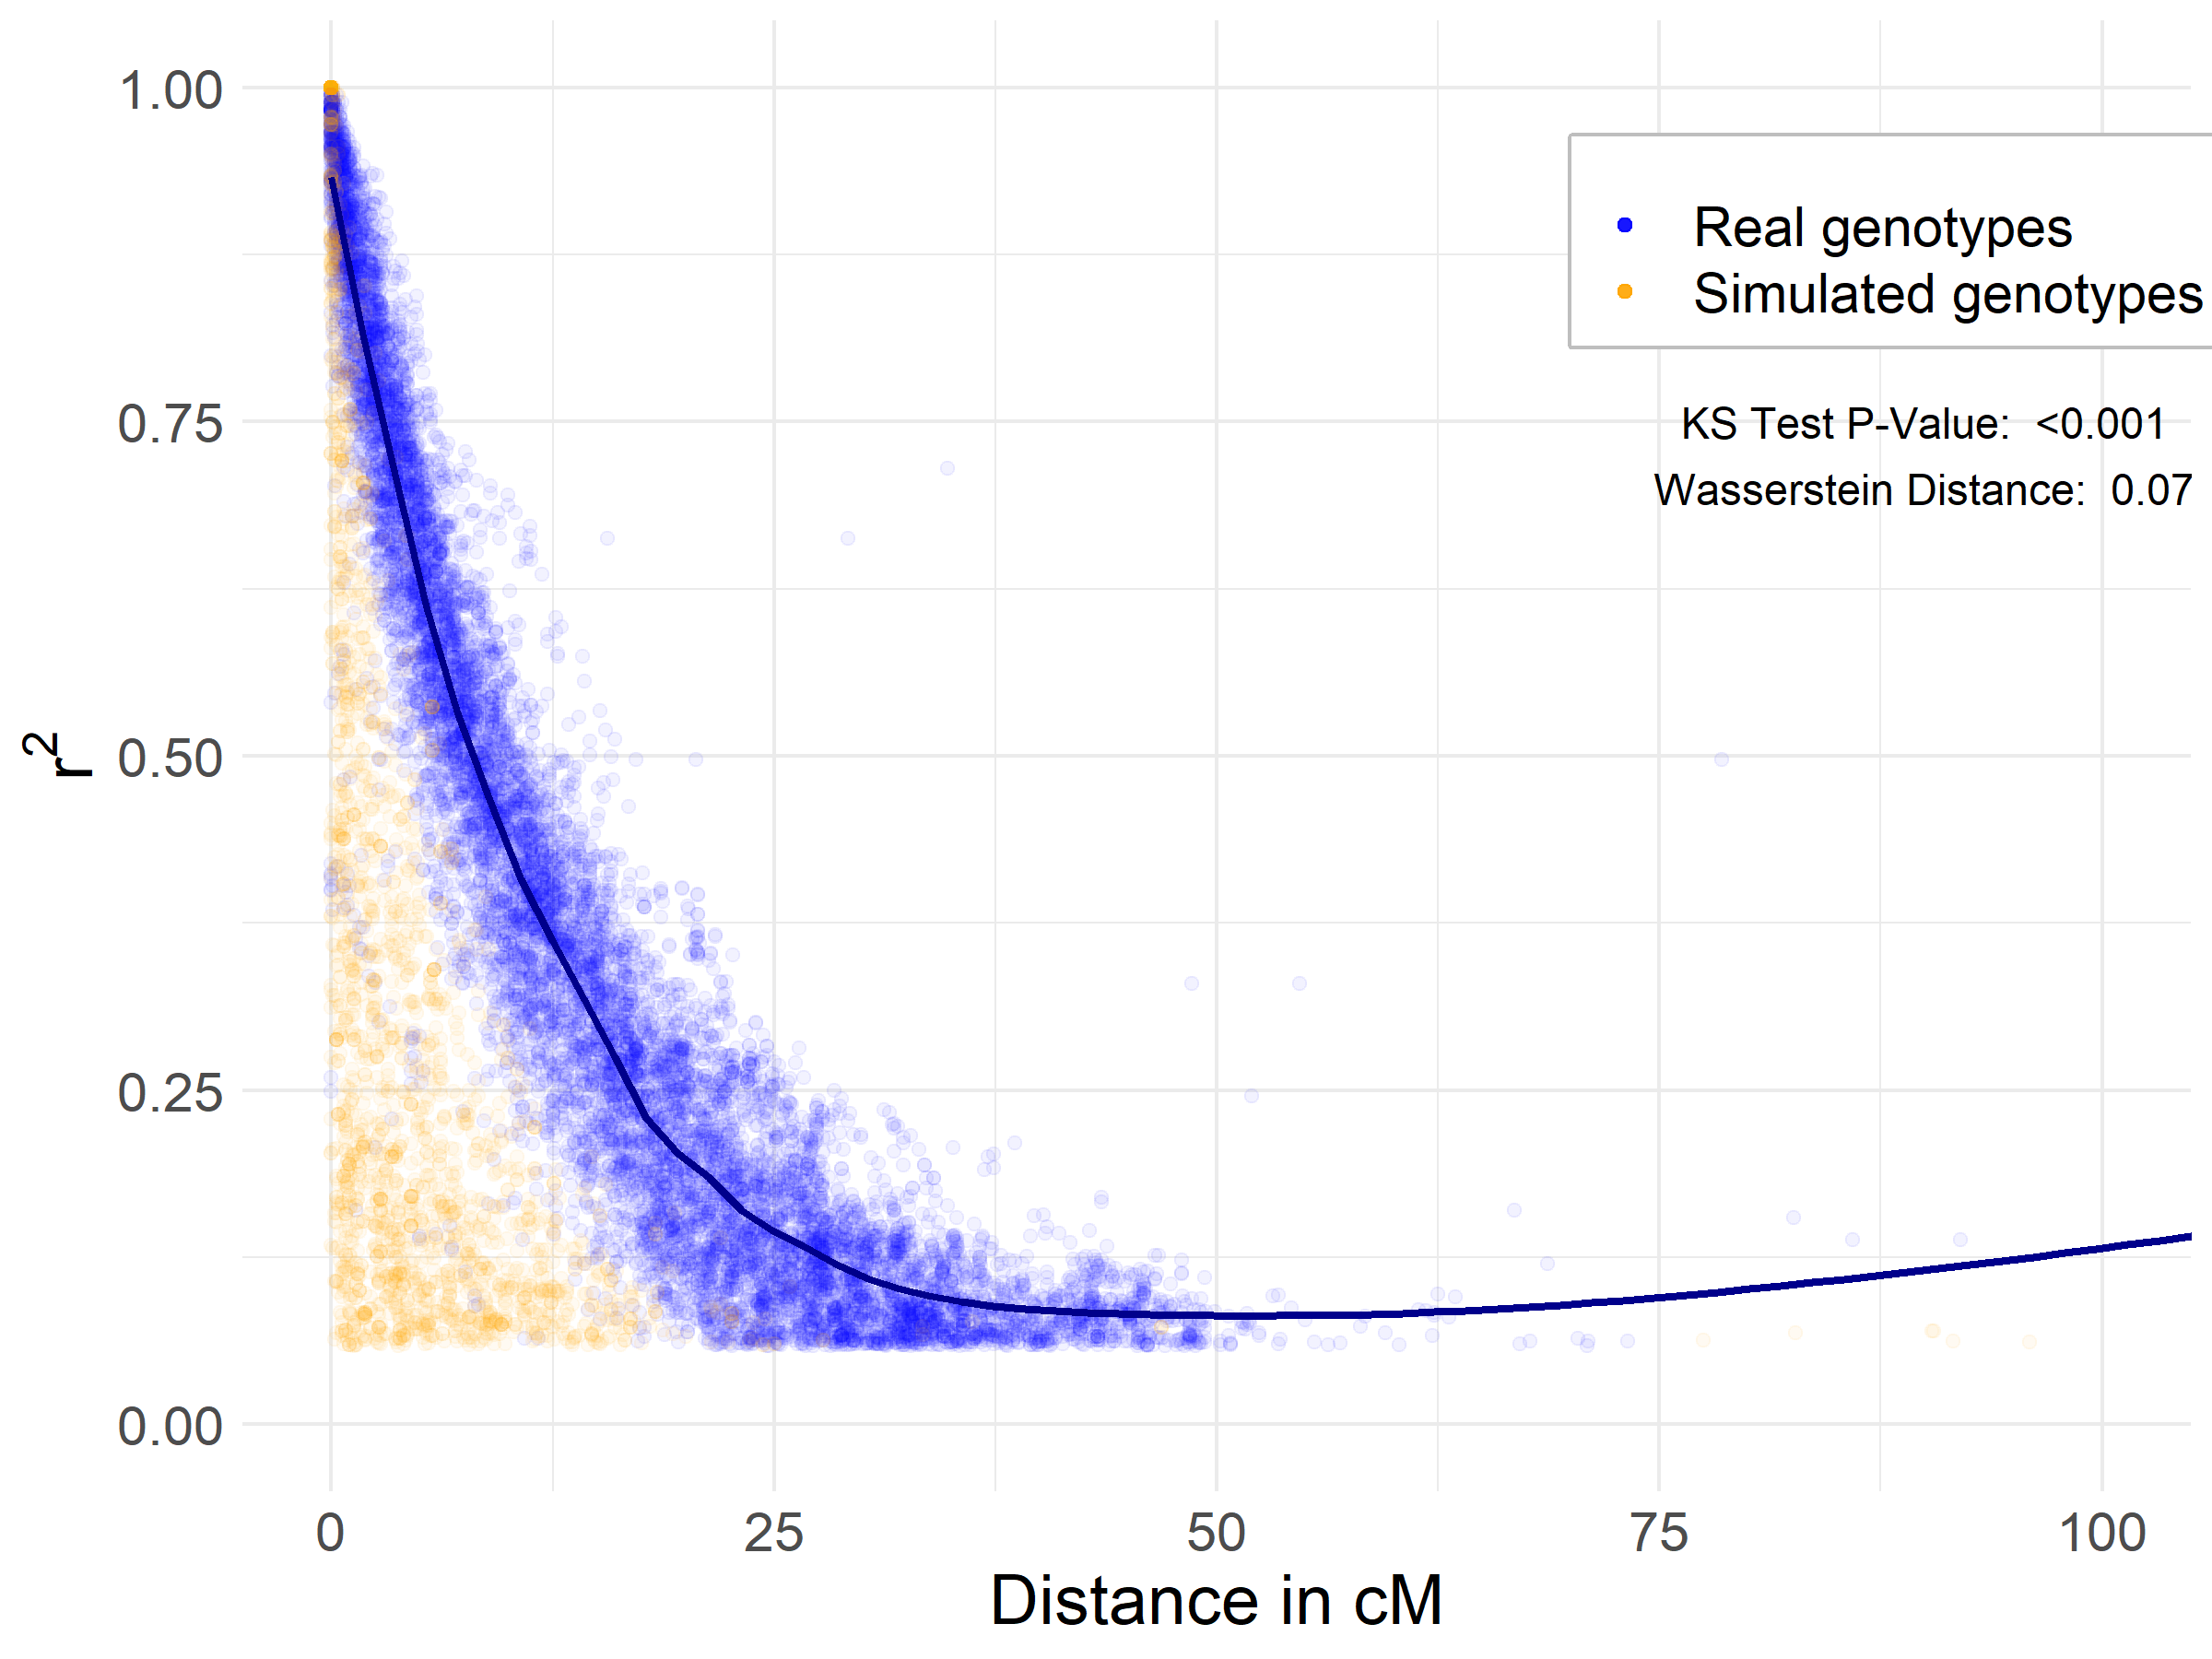 1.00
0.75
0.50
0.25
0.00
r²
Real genotypes
Simulated genotypes
KS Test P-Value: <0.001
Wasserstein Distance: 0.07
0 25 50 75 100
Distance in cM